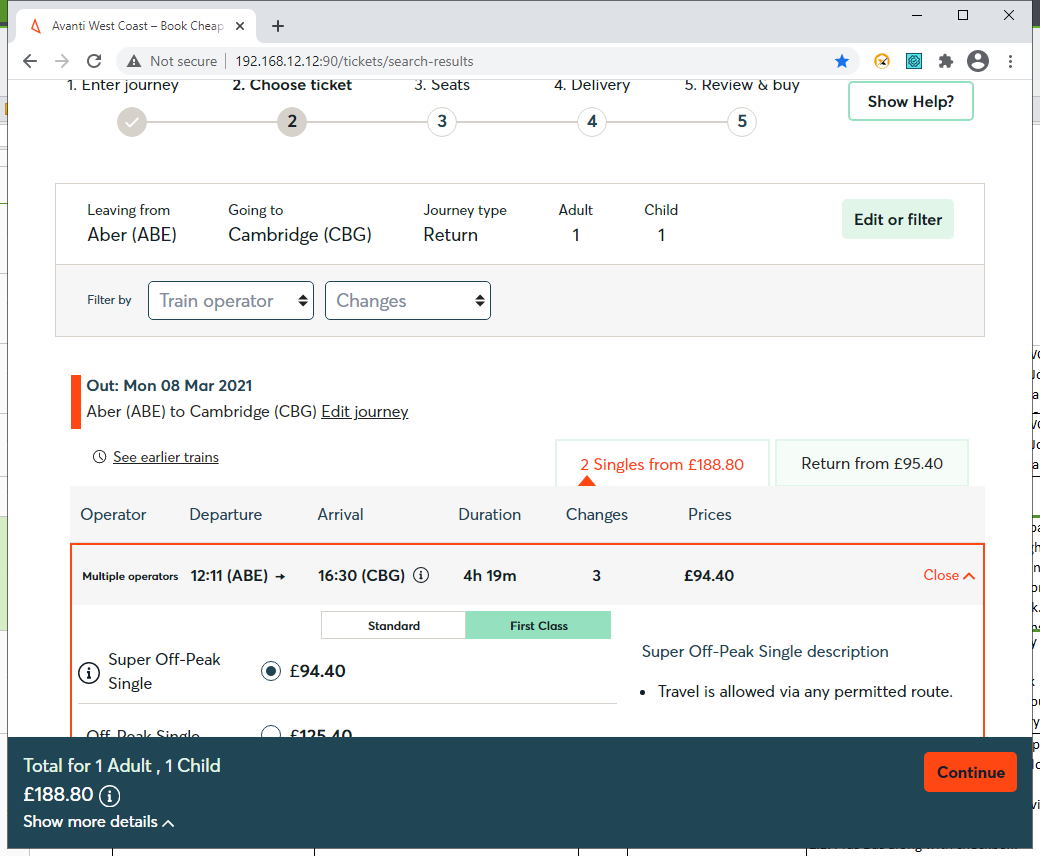 Avanti West Coast – Book Cheap
Not secure | 192.168.12.12:90/tickets/search-results
1. Enter journey 2. Choose ticket 3. Seats 4. Delivery 5. Review & buy
Show Help?
2 3 4 5
Leaving from Going to Journey type Adult Child
Aber (ABE) Cambridge (CBG) Return 1 1
Edit or filter
Filter by Train operator Changes
Out: Mon 08 Mar 2021
Aber (ABE) to Cambridge (CBG) Edit journey
See earlier trains
2 Singles from £188.80 Return from £95.40
Operator Departure Arrival Duration Changes Prices
Multiple operators 12:11 (ABE) → 16:30 (CBG) 4h 19m 3 £94.40 Close
Standard First Class
Super Off-Peak
Single
£94.40
Super Off-Peak Single description
• Travel is allowed via any permitted route.
Off-Peak Single £125.40
Total for 1 Adult , 1 Child
£188.80
Show more details
Continue